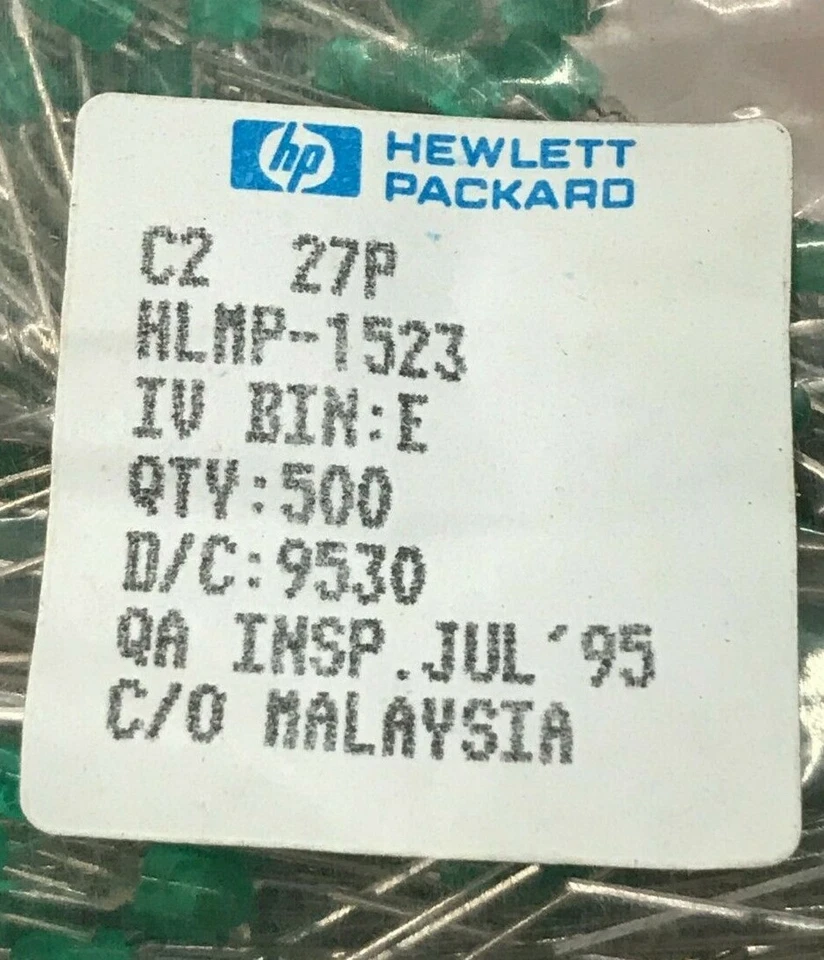 hp HEWLETT
PACKARD
C2 27P
HLMP-1523
IV BIN:E
QTY:500
D/C:9530
QA INSP.JUL'95
C/O MALAYSIA